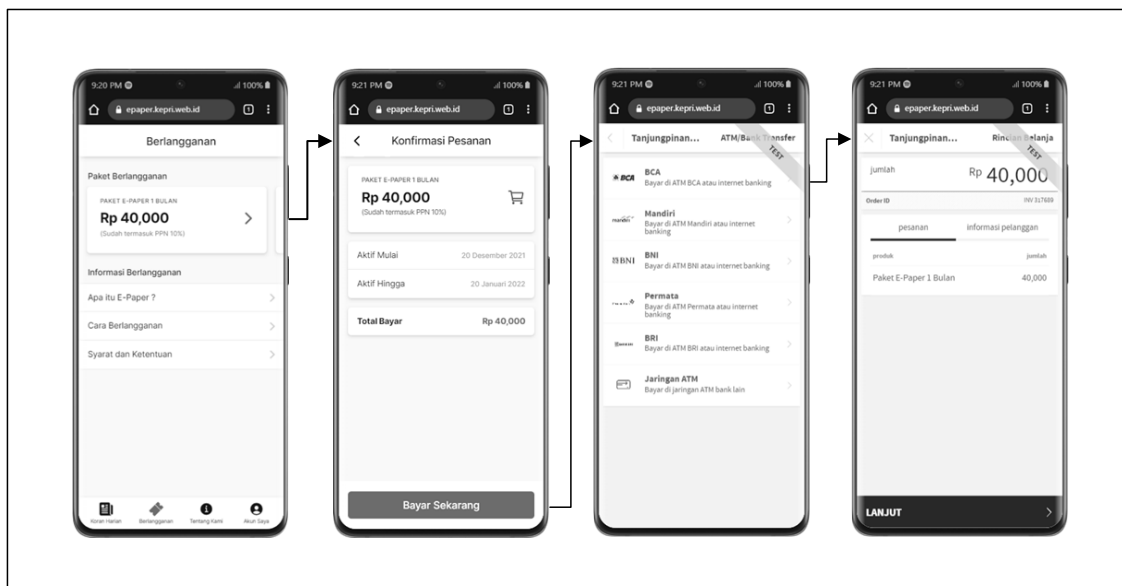 9:20 PM
100%
epaper.kepri.web.id
1
Berlangganan
Paket Berlangganan
PAKET E-PAPER 1 BULAN
Rp 40,000
(Sudah termasuk PPN 10%)
Informasi Berlangganan
Apa itu E-Paper ?
Cara Berlangganan
Syarat dan Ketentuan
Koran Harian
Berlangganan
Tentang Kami
Akun Saya
9:21 PM
100%
epaper.kepri.web.id
1
Konfirmasi Pesanan
PAKET E-PAPER 1 BULAN
Rp 40,000
(Sudah termasuk PPN 10%)
Aktif Mulai 20 Desember 2021
Aktif Hingga 20 Januari 2022
Total Bayar Rp 40,000
Bayar Sekarang
9:21 PM
100%
epaper.kepri.web.id
1
Tanjungpinan... ATM/Bank Transfer
TEST
BCA
BCA
Bayar di ATM BCA atau internet banking
mandiri
Mandiri
Bayar di ATM Mandiri atau internet
banking
BNI
BNI
Bayar di ATM BNI atau internet banking
Permata
Bayar di ATM Permata atau internet
banking
BRI
Bayar di ATM BRI atau internet banking
Jaringan ATM
Bayar di jaringan ATM bank lain
9:21 PM
100%
epaper.kepri.web.id
1
Tanjungpinan... Rincian Belanja
TEST
jumlah Rp 40,000
Order ID
pesanan informasi pelanggan
produk jumlah
Paket E-Paper 1 Bulan 40,000
LANJUT